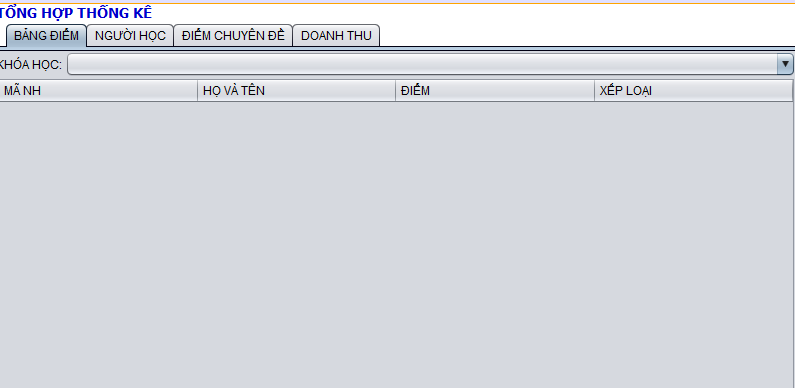 TỔNG HỢP THỐNG KÊ
BẢNG ĐIỂM NGƯỜI HỌC ĐIỂM CHUYÊN ĐỀ DOANH THU
KHÓA HỌC:
MÃ NH HỌ VÀ TÊN ĐIỂM XẾP LOẠI